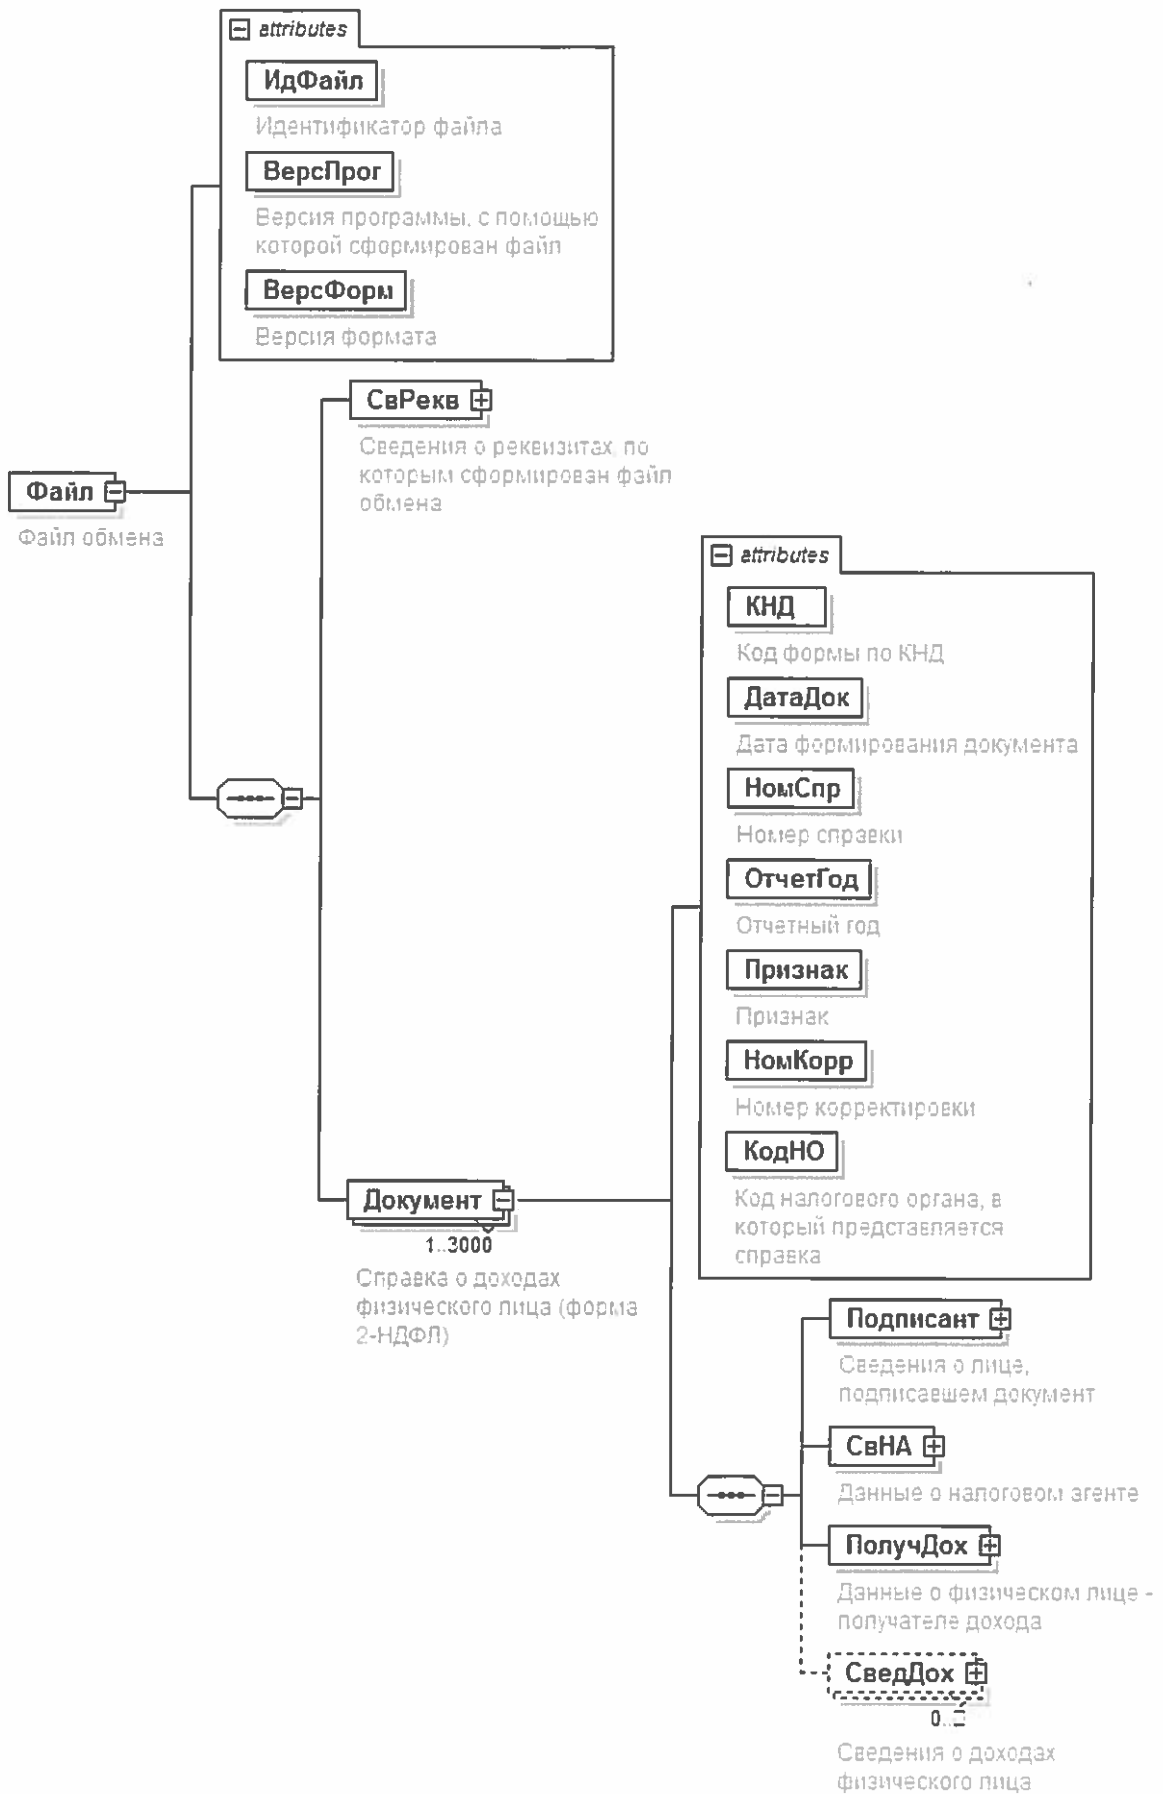 attributes
ИдФайл
Идентификатор файла
ВерсПрог
Версия программы, с помощью
которой сформирован файл
ВерсФорм
Версия формата
СвРекв
Сведения о реквизитах, по
которым сформирован файл
обмена
Файл
Файл обмена
attributes
КНД
Код формы по КНД
ДатаДок
Дата формирования документа
НомСпр
Номер справки
ОтчетГод
Отчетный год
Признак
Признак
НомКорр
Номер корректировки
КодНО
Код налогового органа, в
который представляется
справка
Документ
1..3000
Справка о доходах
физического лица (форма
2-НДФЛ)
Подписант
Сведения о лице,
подписавшем документ
СвНА
Данные о налоговом агенте
ПолучДох
Данные о физическом лице -
получателе дохода
СведДох
0..
Сведения о доходах
физического лица